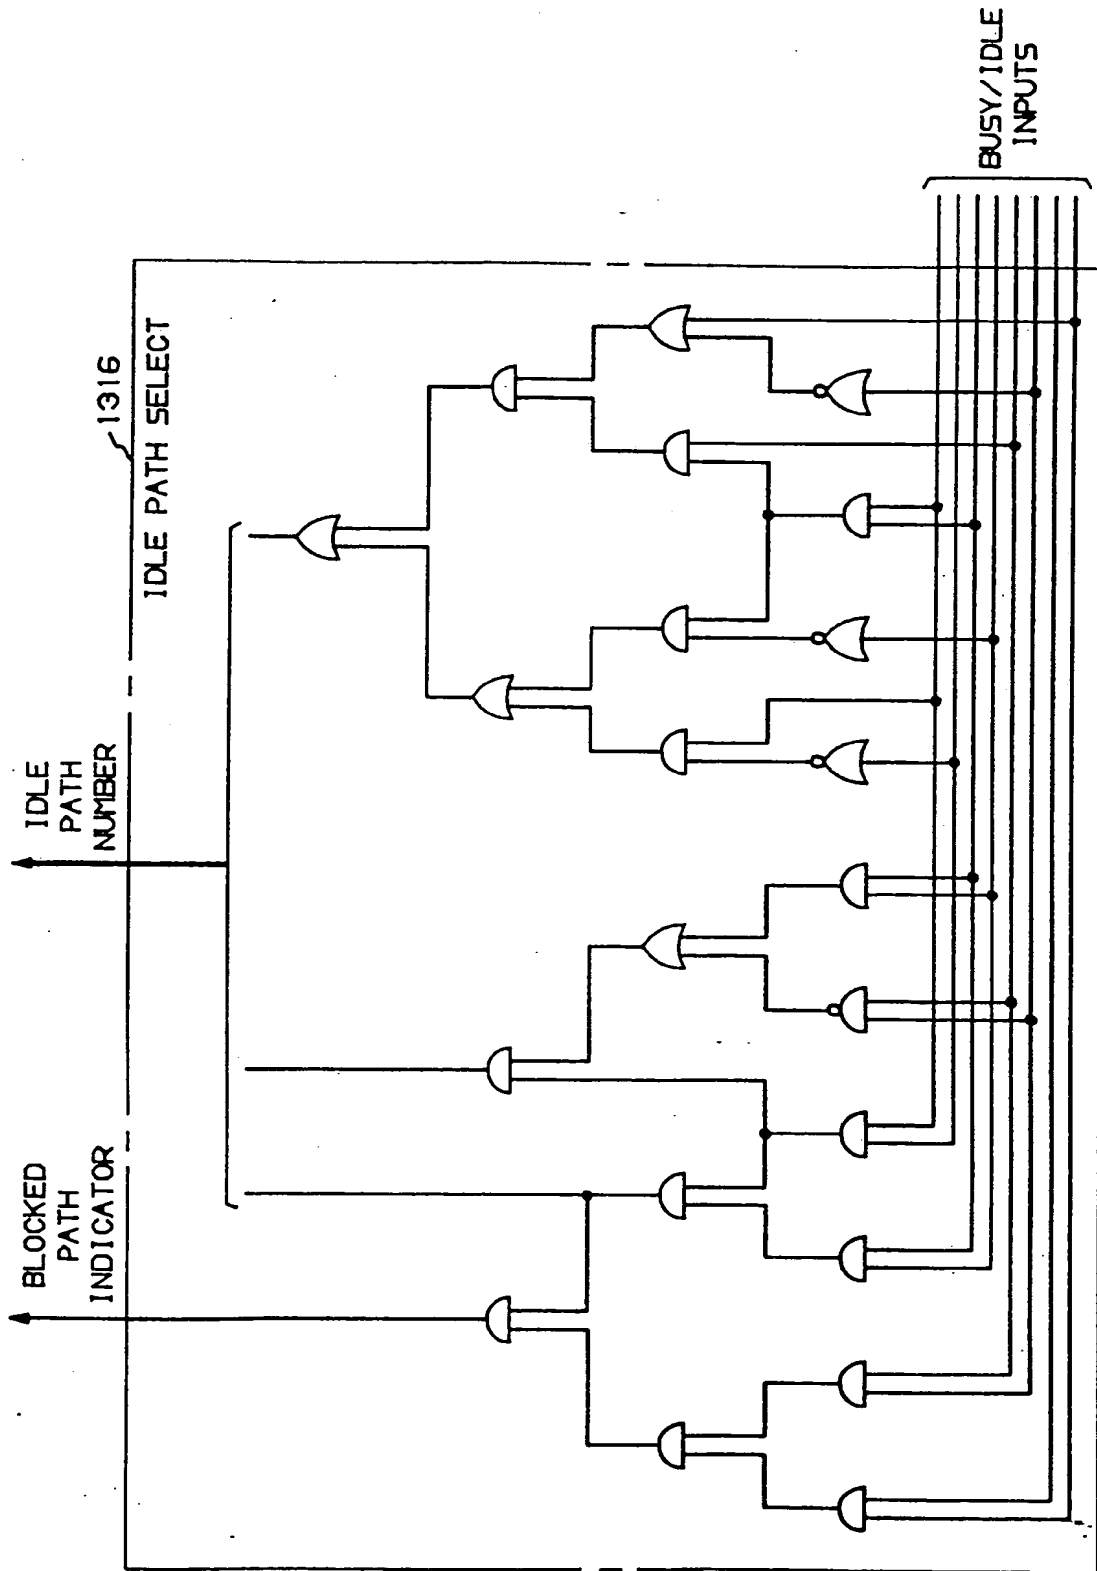 BLOCKED
PATH
INDICATOR
IDLE
PATH
NUMBER
1316
IDLE PATH SELECT
BUSY/IDLE
INPUTS